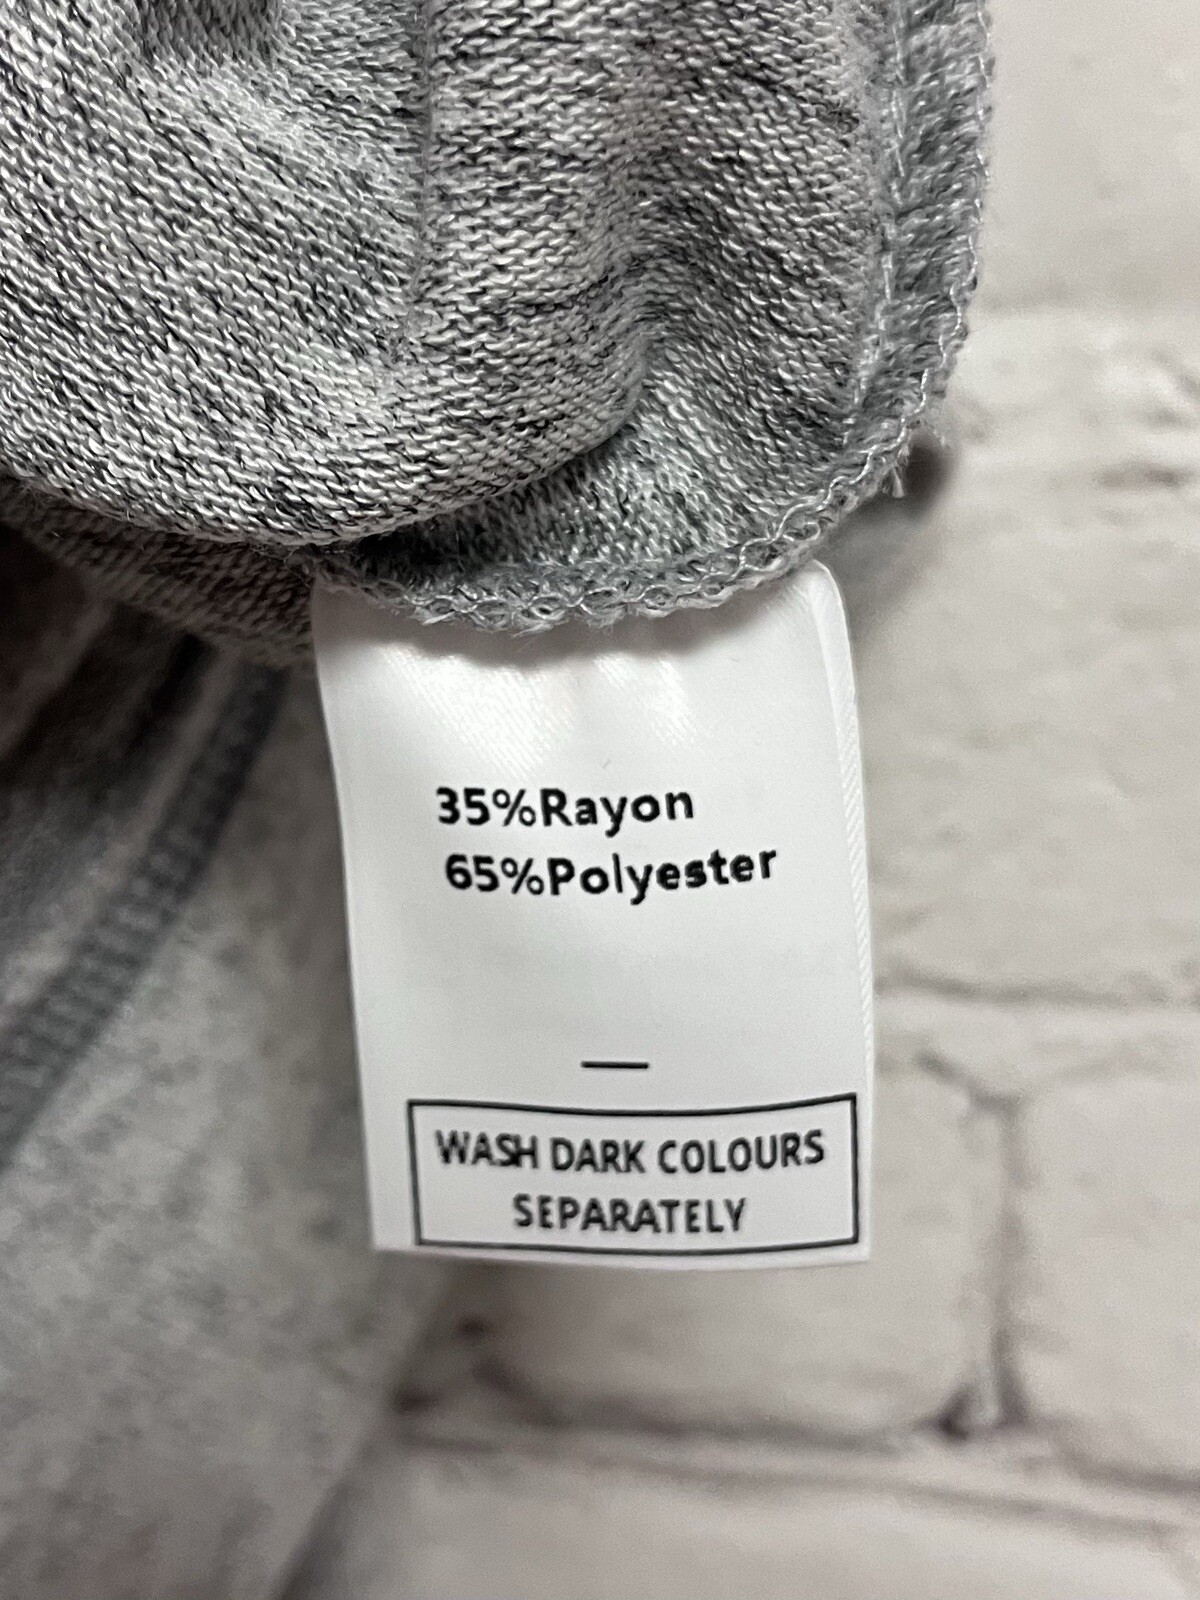 35%Rayon
65%Polyester
—
WASH DARK COLOURS
SEPARATELY